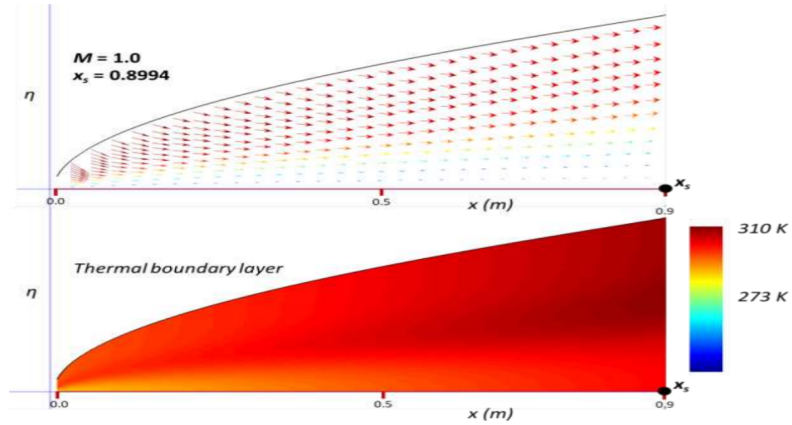 M = 1.0
xs = 0.8994
η
xs
0.0
0.5
0.9
x (m)
310 K
Thermal boundary layer
η
273 K
xs
0.0
0.5
0.9
x (m)